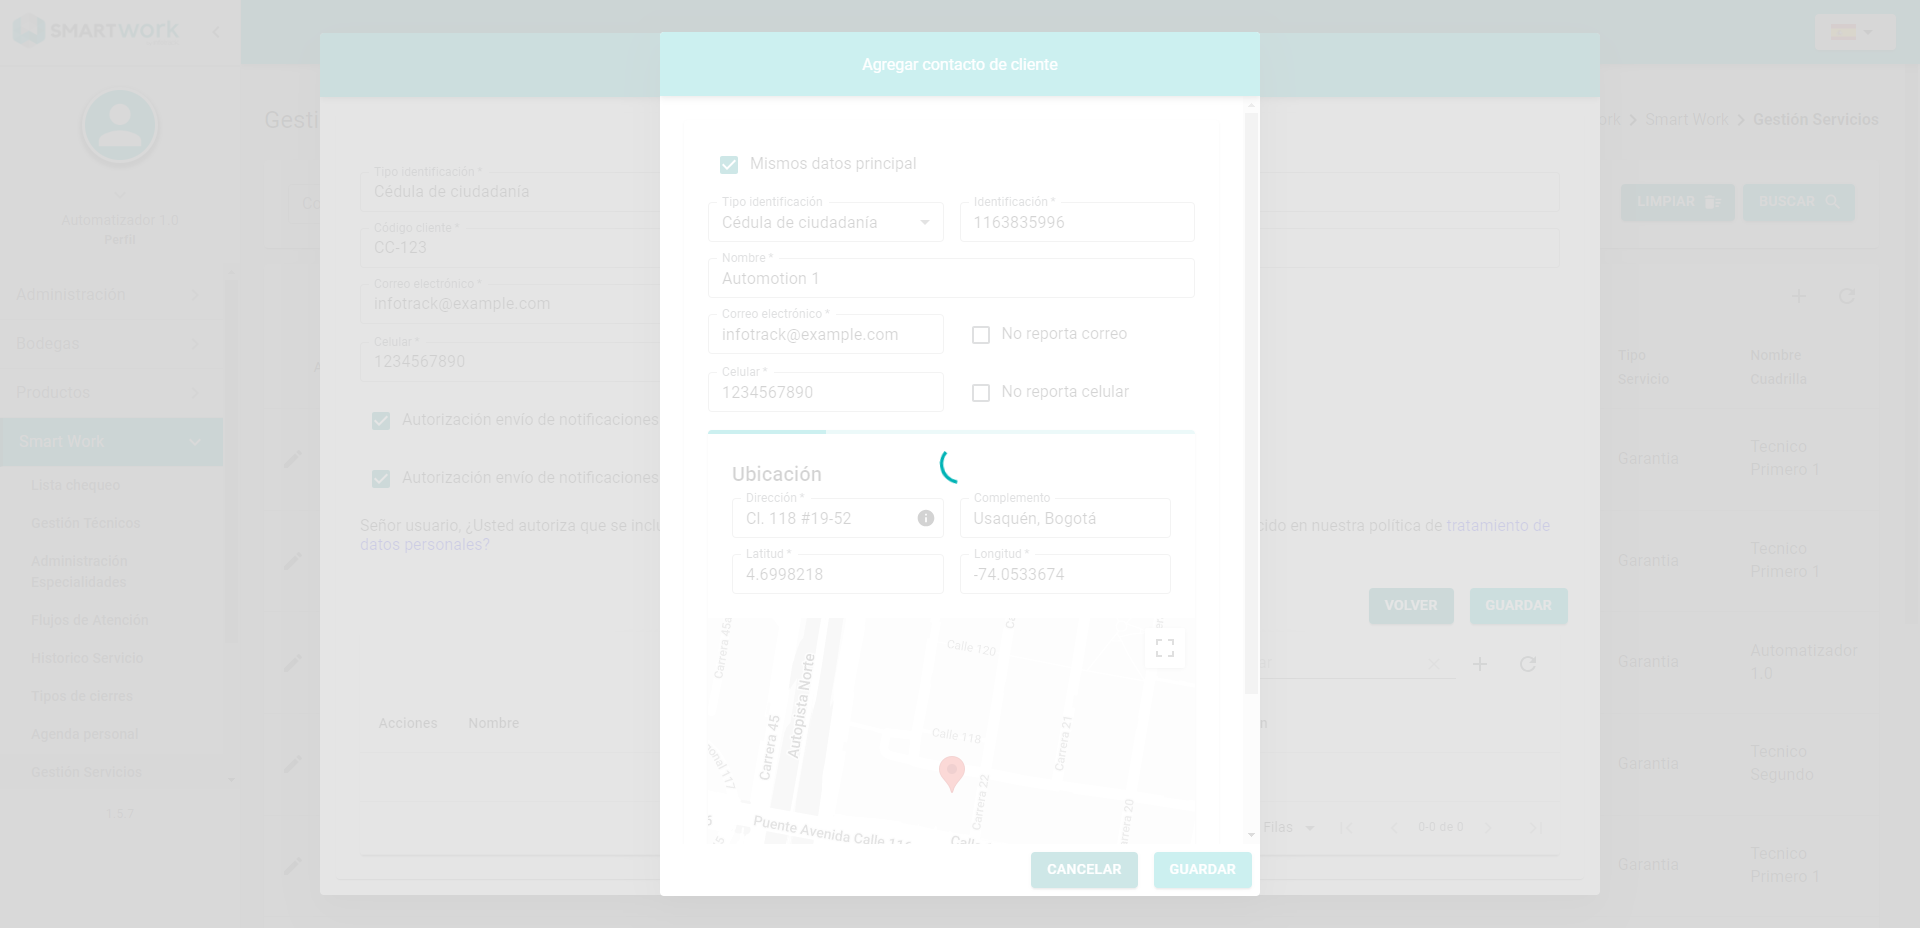 SMARTWORK
Automatizador 1.0
Perfil
Administración
Bodegas
Productos
Smart Work
Lista chequeo
Gestión Técnicos
Administración
Especialidades
Flujos de Atención
Historico Servicio
Tipos de cierres
Agenda personal
Gestión Servicios
1.6.7
Gesti
ork > Smart Work > Gestión Servicios
LIMPIAR
BUSCAR
Tipo
Servicio
Nombre
Cuadrilla
Garantia
Tecnico
Primero 1
Garantia
Tecnico
Primero 1
Garantia
Automatizador
1.0
Garantia
Tecnico
Segundo
Garantia
Tecnico
Primero 1
Tipo identificación *
Cédula de ciudadanía
Código cliente *
CC-123
Correo electrónico *
infotrack@example.com
Celular *
1234567890
Autorización envío de notificaciones
Autorización envío de notificaciones
Señor usuario, ¿Usted autoriza que se inclu
cido en nuestra política de tratamiento de
datos personales?
VOLVER
GUARDAR
Acciones
Nombre
Filas
0-0 de 0
Agregar contacto de cliente
Mismos datos principal
Tipo identificación
Cédula de ciudadanía
Identificación *
1163835996
Nombre *
Automotion 1
Correo electrónico *
infotrack@example.com
No reporta correo
Celular *
1234567890
No reporta celular
Ubicación
Dirección *
Cl. 118 #19-52
Complemento
Usaquén, Bogotá
Latitud *
4.6998218
Longitud *
-74.0533674
Carrera 45a
Autopista Norte
Carrera 45
Calle 120
Calle 118
Carrera 21
Carrera 22
Carrera 20
Puente Avenida Calle 116
CANCELAR
GUARDAR